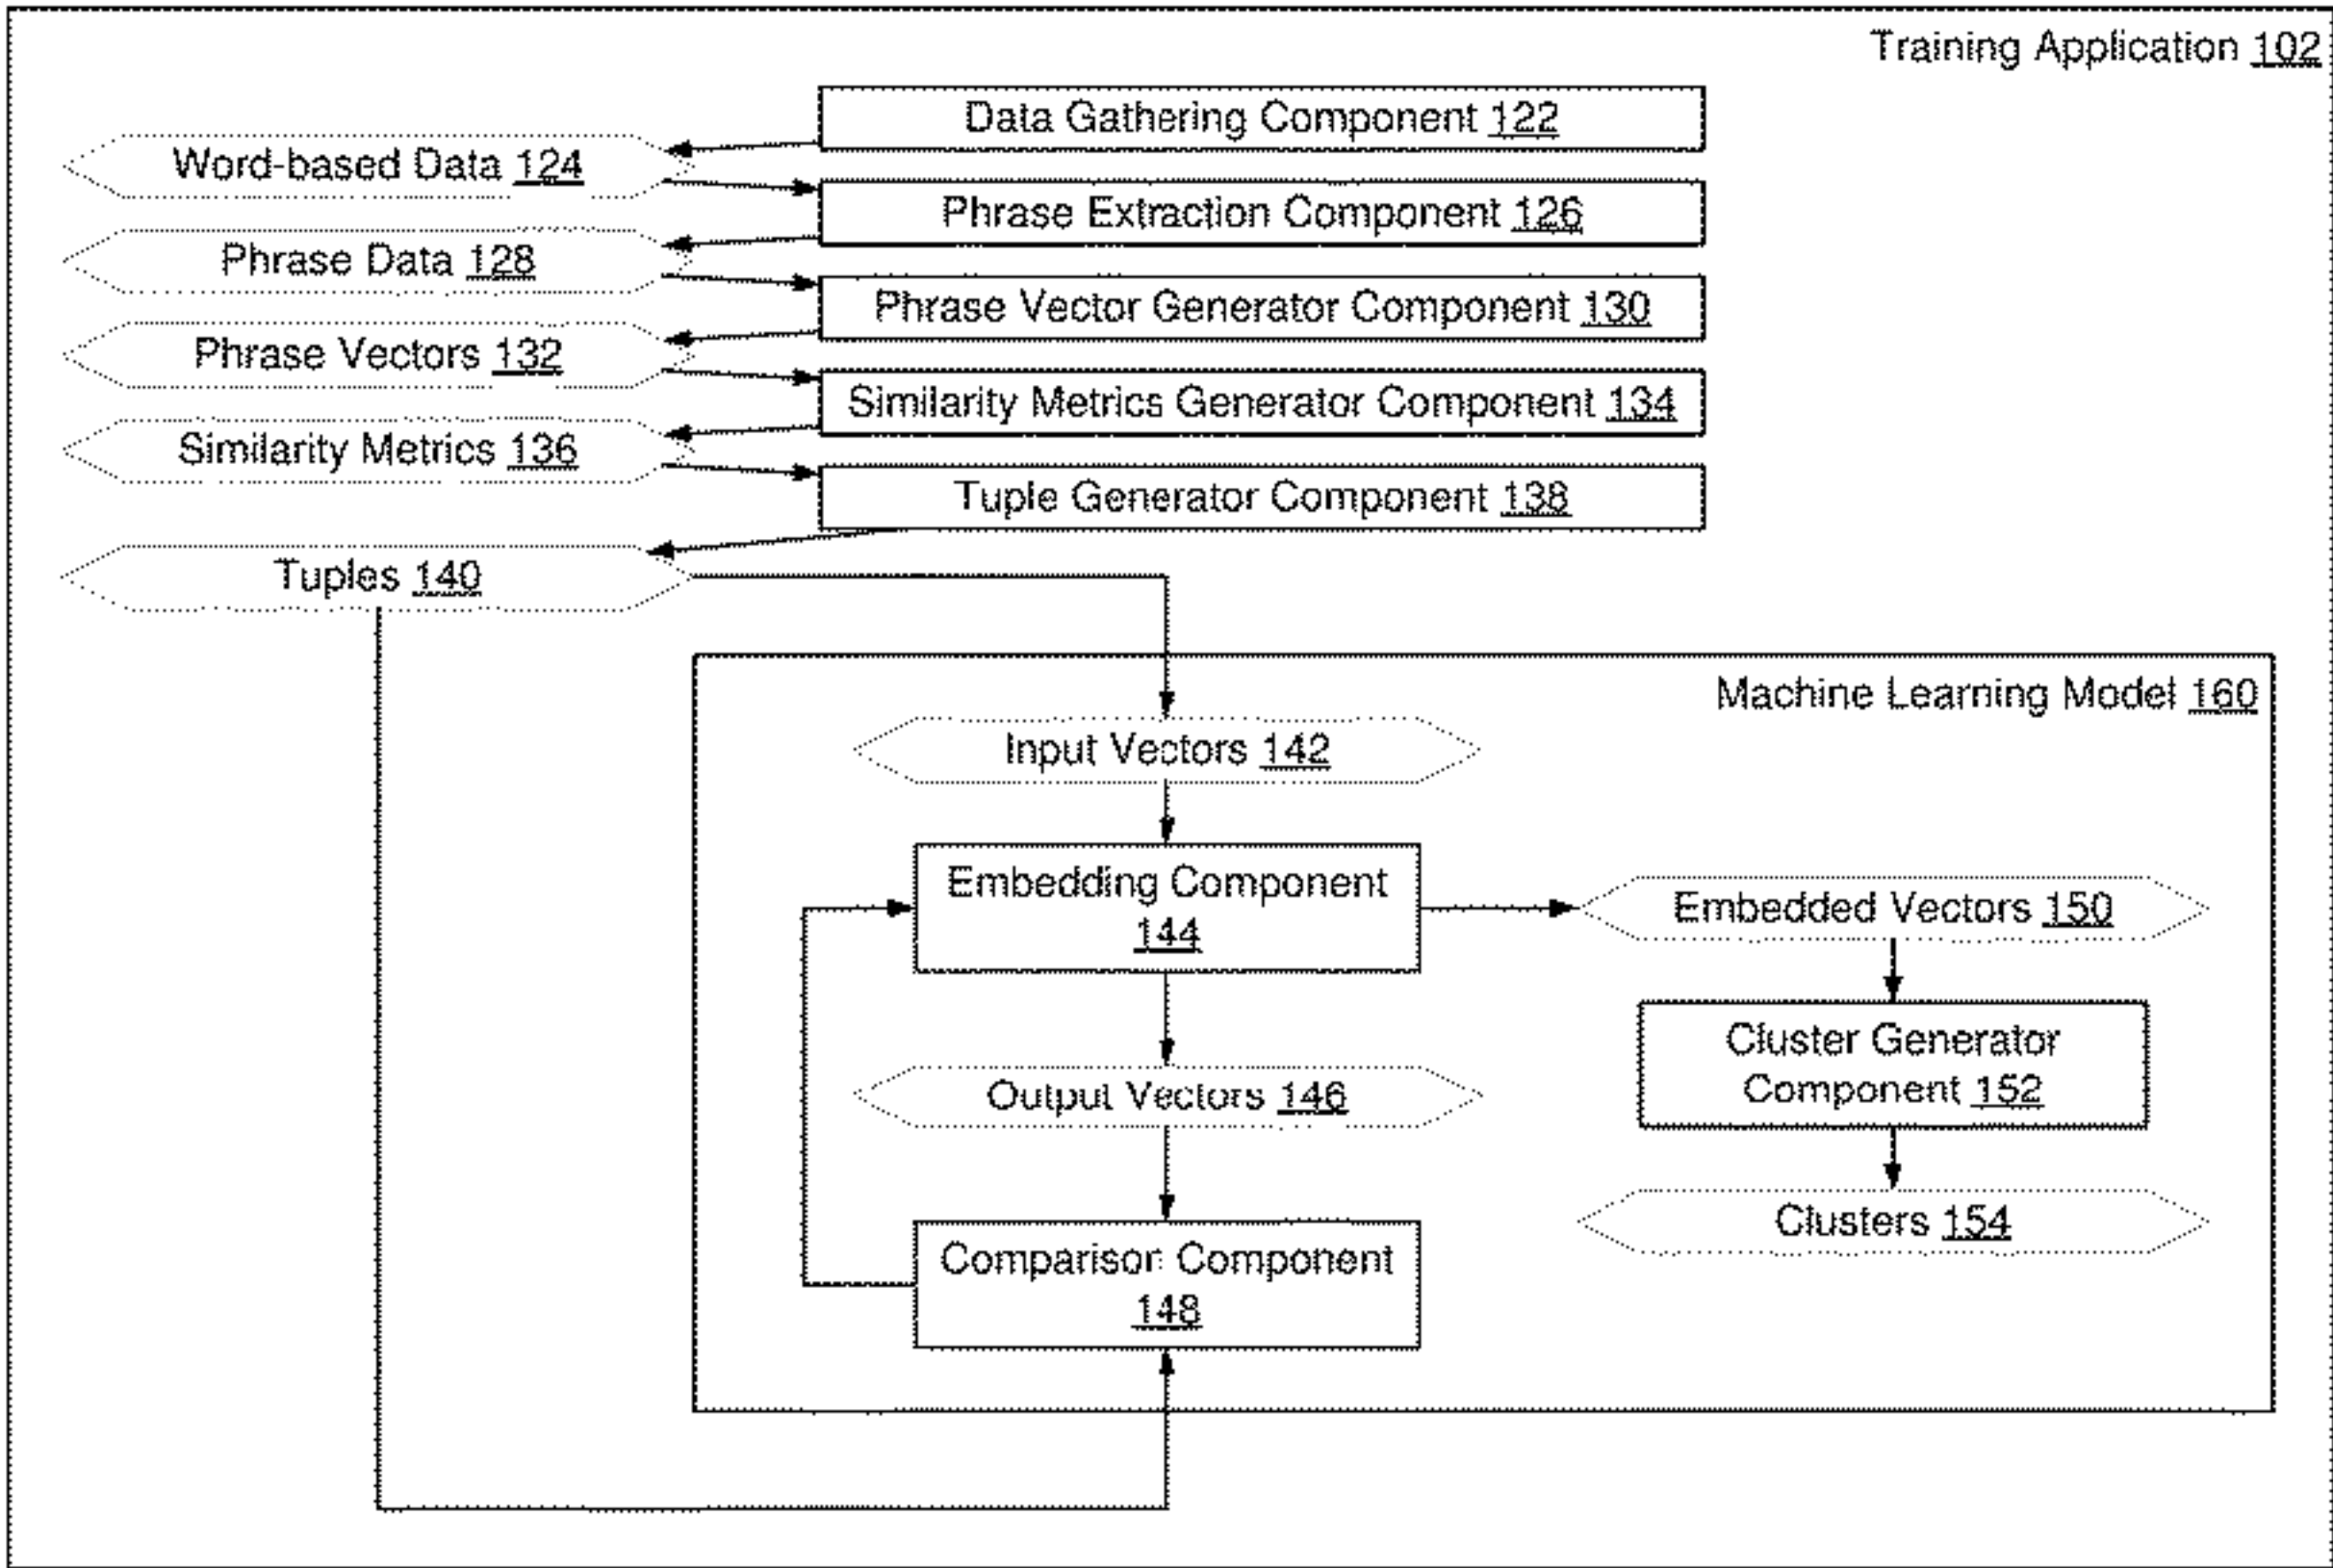 Training Application 102
Data Gathering Component 122
Word-based Data 124
Phrase Extraction Component 126
Phrase Data 128
Phrase Vector Generator Component 130
Phrase Vectors 132
Similarity Metrics Generator Component 134
Similarity Metrics 136
Tuple Generator Component 138
Tuples 140
Machine Learning Model 160
Input Vectors 142
Embedding Component
144
Embedded Vectors 150
Cluster Generator
Component 152
Output Vectors 146
Clusters 154
Comparison Component
148